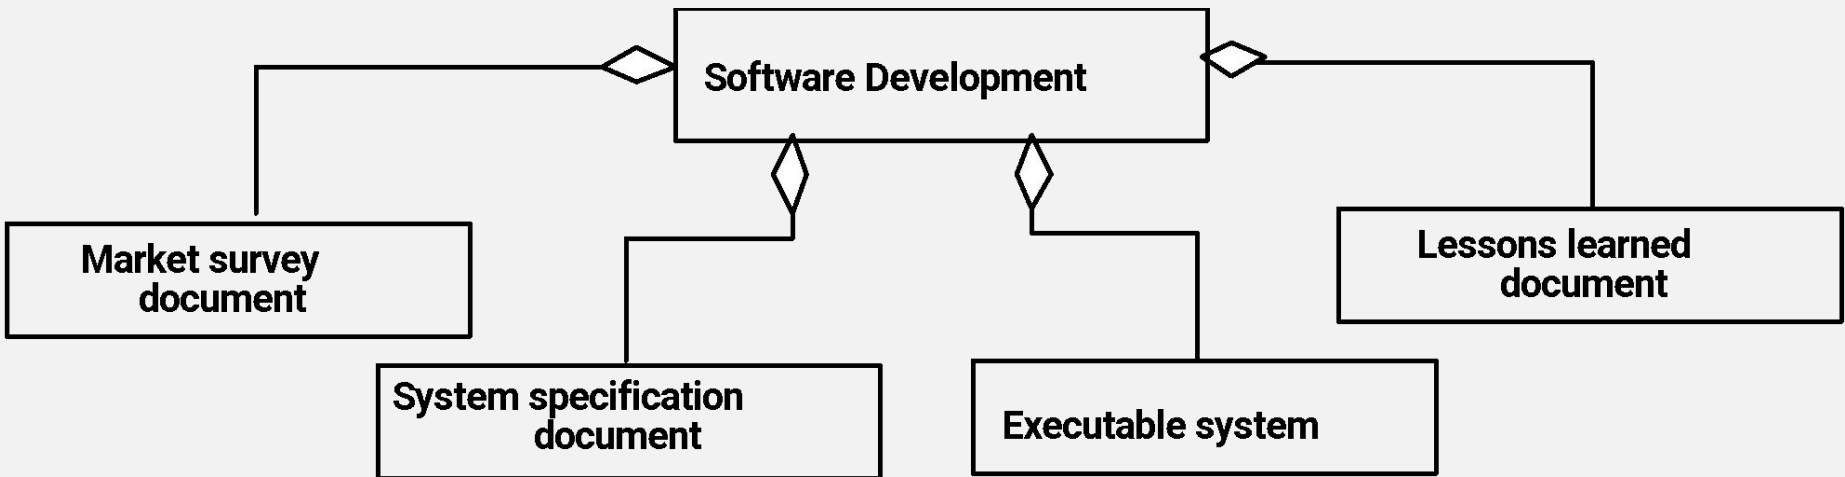 Software Development
Market survey
document
Lessons learned
document
System specification
document
Executable system